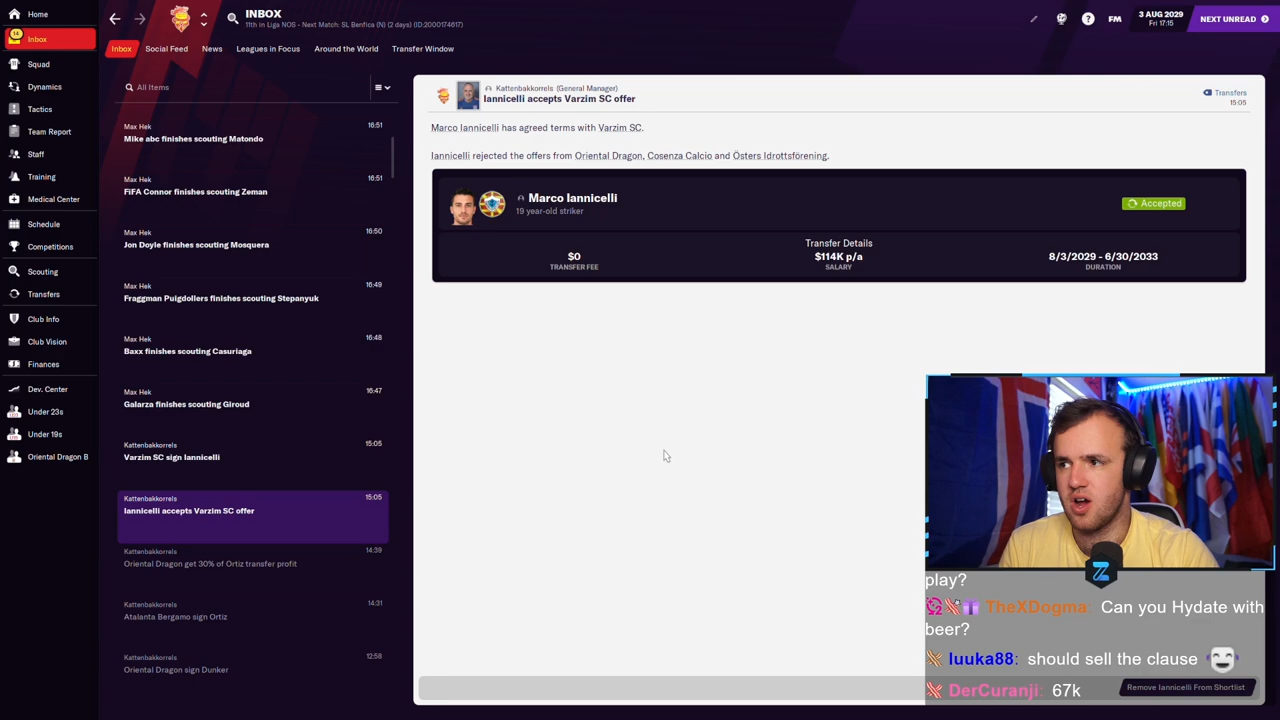 Home
INBOX
11th in Liga NOS - Next Match: SL Benfica (N) (2 days) (ID:2000174617)
FM
3 AUG 2029
Fri 17:15
NEXT UNREAD
14
Inbox
Inbox
Social Feed
News
Leagues in Focus
Around the World
Transfer Window
Squad
Dynamics
Tactics
Team Report
Staff
Training
Medical Center
Schedule
Competitions
Scouting
Transfers
Club Info
Club Vision
Finances
Dev. Center
Under 23s
Under 19s
Oriental Dragon B
All Items
Max Hek 16:51
Mike abc finishes scouting Matondo
Max Hek 16:51
FiFA Connor finishes scouting Zeman
Max Hek 16:50
Jon Doyle finishes scouting Mosquera
Max Hek 16:49
Fraggman Puigdollers finishes scouting Stepanyuk
Max Hek 16:48
Baxx finishes scouting Casuriaga
Max Hek 16:47
Galarza finishes scouting Giroud
Kattenbakkorrels 15:05
Varzim SC sign Iannicelli
Kattenbakkorrels 15:05
Iannicelli accepts Varzim SC offer
Kattenbakkorrels 14:39
Oriental Dragon get 30% of Ortiz transfer profit
Kattenbakkorrels 14:31
Atalanta Bergamo sign Ortiz
Kattenbakkorrels 12:58
Oriental Dragon sign Dunker
Kattenbakkorrels (General Manager)
Iannicelli accepts Varzim SC offer
Transfers
15:05
Marco Iannicelli has agreed terms with Varzim SC.
Iannicelli rejected the offers from Oriental Dragon, Cosenza Calcio and Östers Idrottsförening.
Marco Iannicelli
19 year-old striker
Accepted
Transfer Details
$0
TRANSFER FEE
$114K p/a
SALARY
8/3/2029 - 6/30/2033
DURATION
play?
TheXDogma: Can you Hydate with
beer?
luuka88: should sell the clause
DerCuranji: 67k
Remove Iannicelli From Shortlist